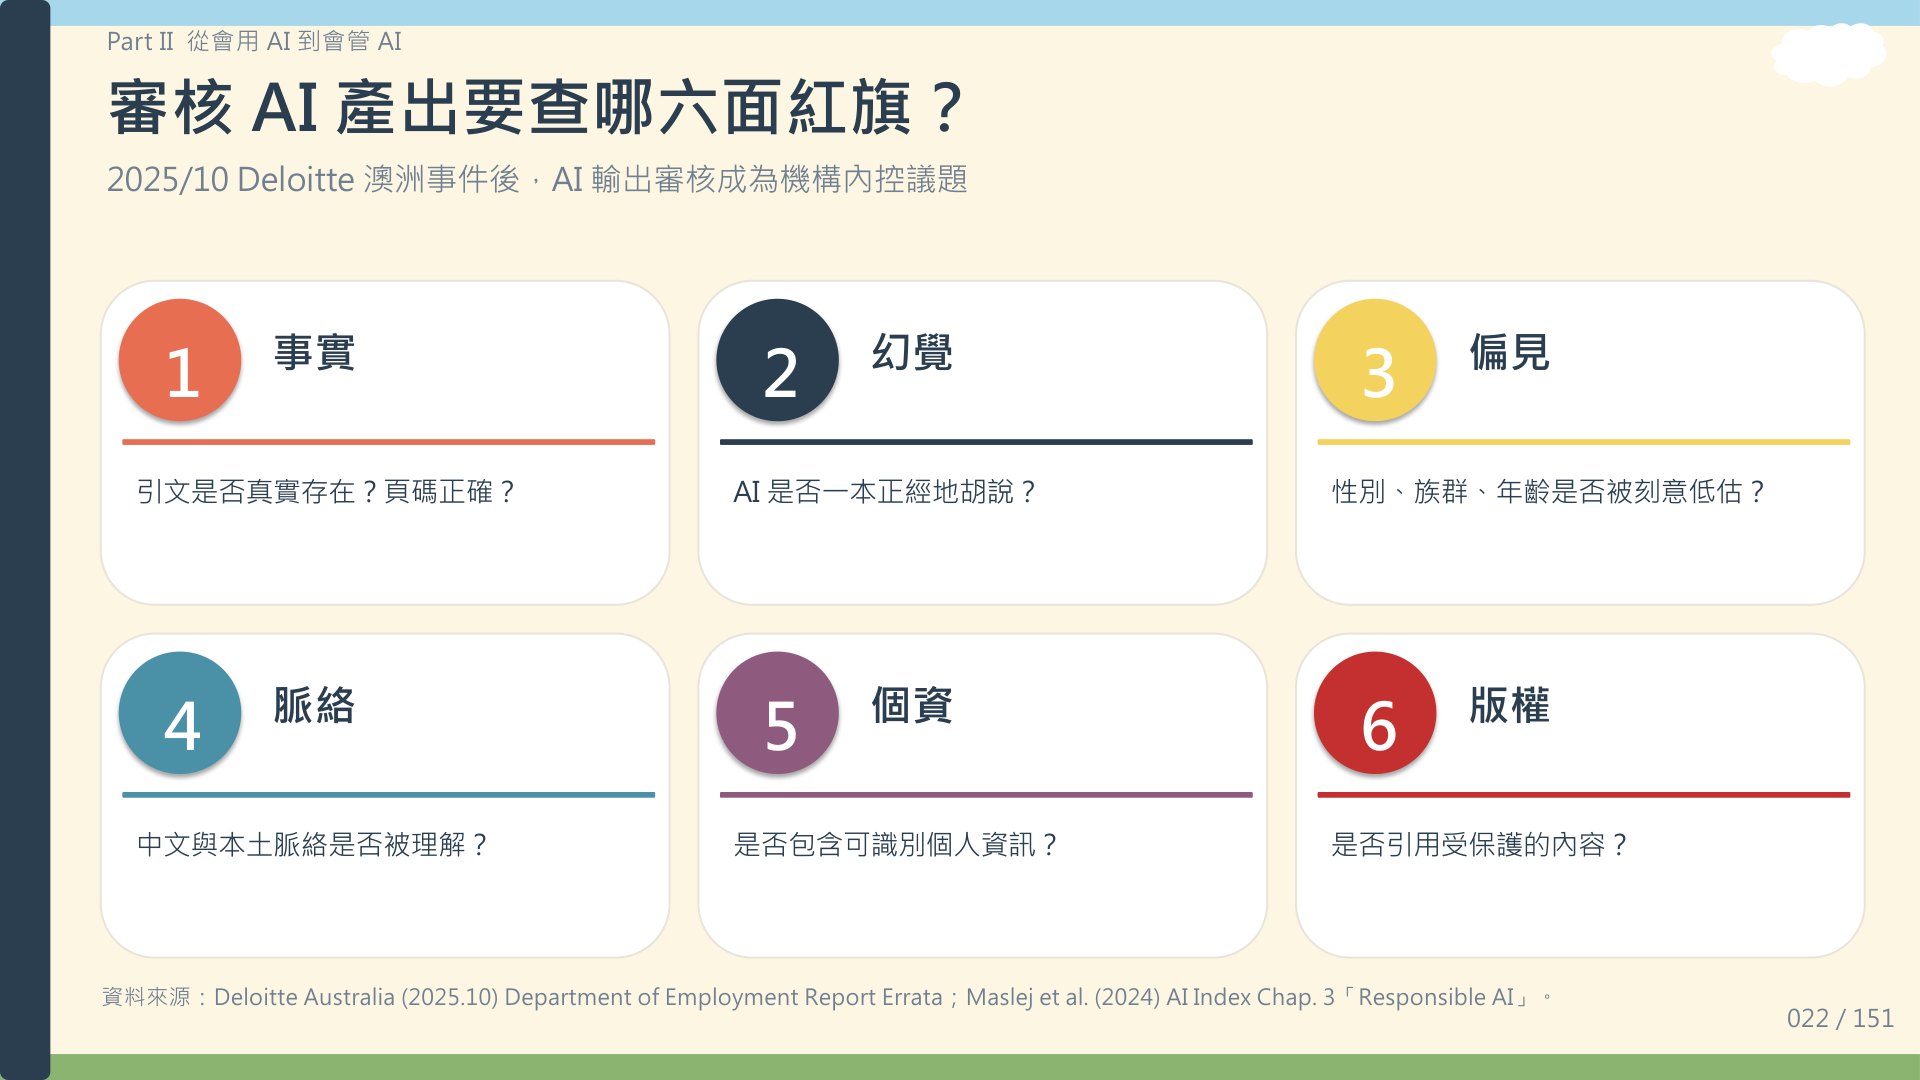 Part II 從會用 AI 到會管 AI
審核 AI 產出要查哪六面紅旗？
2025/10 Deloitte 澳洲事件後，AI 輸出審核成為機構內控議題
1
事實
引文是否真實存在？頁碼正確？
2
幻覺
AI 是否一本正經地胡說？
3
偏見
性別、族群、年齡是否被刻意低估？
4
脈絡
中文與本土脈絡是否被理解？
5
個資
是否包含可識別個人資訊？
6
版權
是否引用受保護的內容？
資料來源：Deloitte Australia (2025.10) Department of Employment Report Errata；Maslej et al. (2024) AI Index Chap. 3「Responsible AI」。
022 / 151